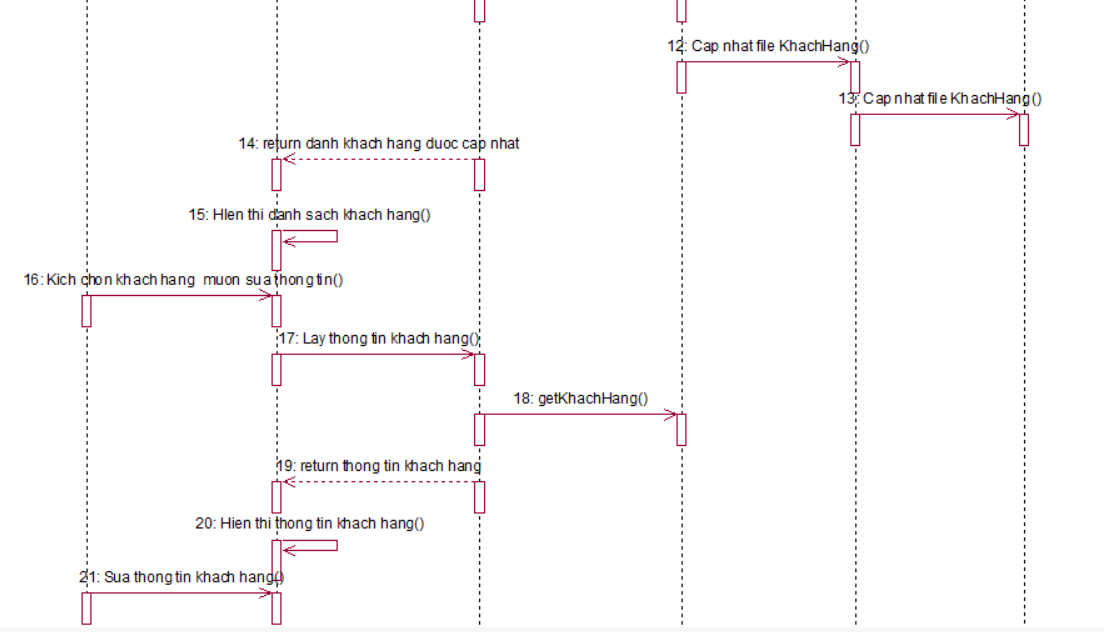 12: Cap nhat file KhachHang()
13: Cap nhat file KhachHang()
14: return danh khach hang duoc cap nhat
15: HIen thi danh sach khach hang()
16: Kich chon khach hang muon sua thong tin()
17: Lay thong tin khach hang()
18: getKhachHang()
19: return thong tin khach hang
20: Hien thi thong tin khach hang()
21: Sua thong tin khach hang()